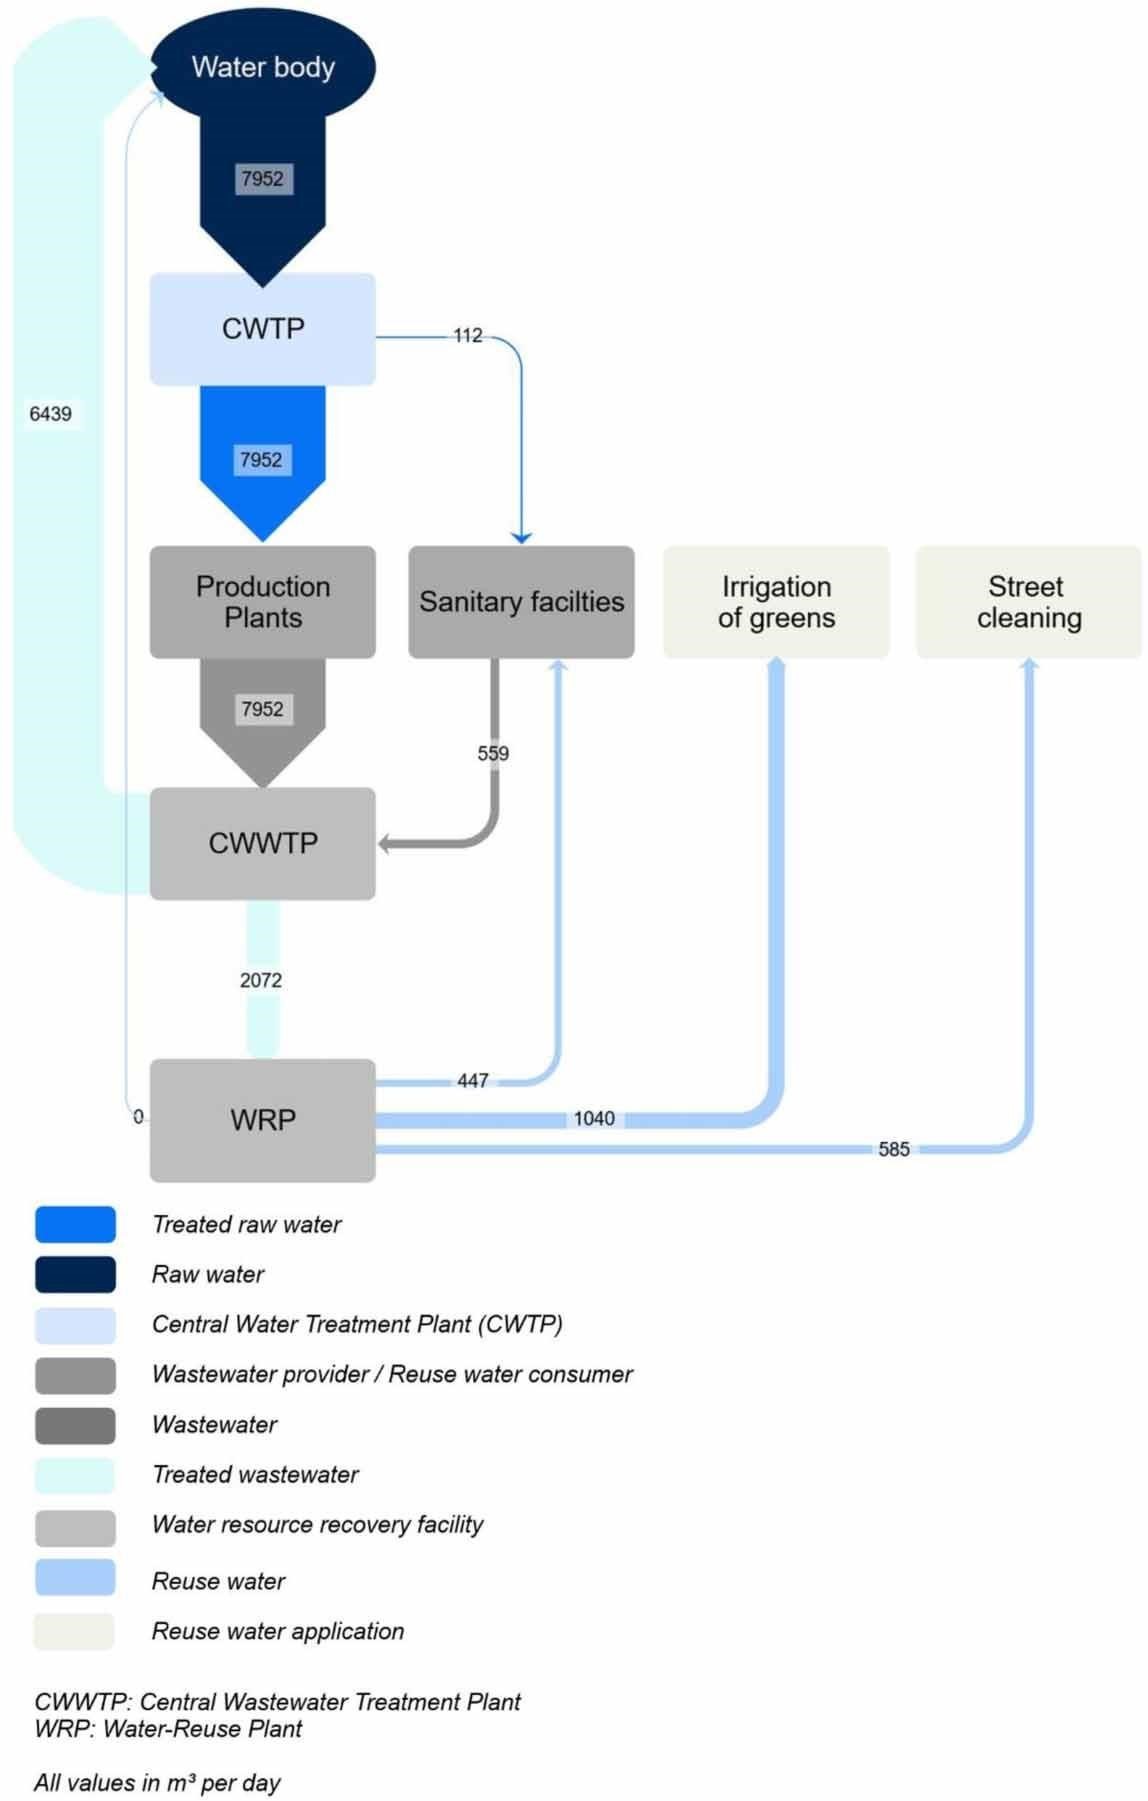 Water body
7952
CWTP
112
6439
7952
Production
Plants
Sanitary facilties
Irrigation
of greens
Street
cleaning
7952
559
CWWTP
2072
447
0
WRP
1040
585
Treated raw water
Raw water
Central Water Treatment Plant (CWTP)
Wastewater provider / Reuse water consumer
Wastewater
Treated wastewater
Water resource recovery facility
Reuse water
Reuse water application
CWWTP: Central Wastewater Treatment Plant
WRP: Water-Reuse Plant
All values in m³ per day